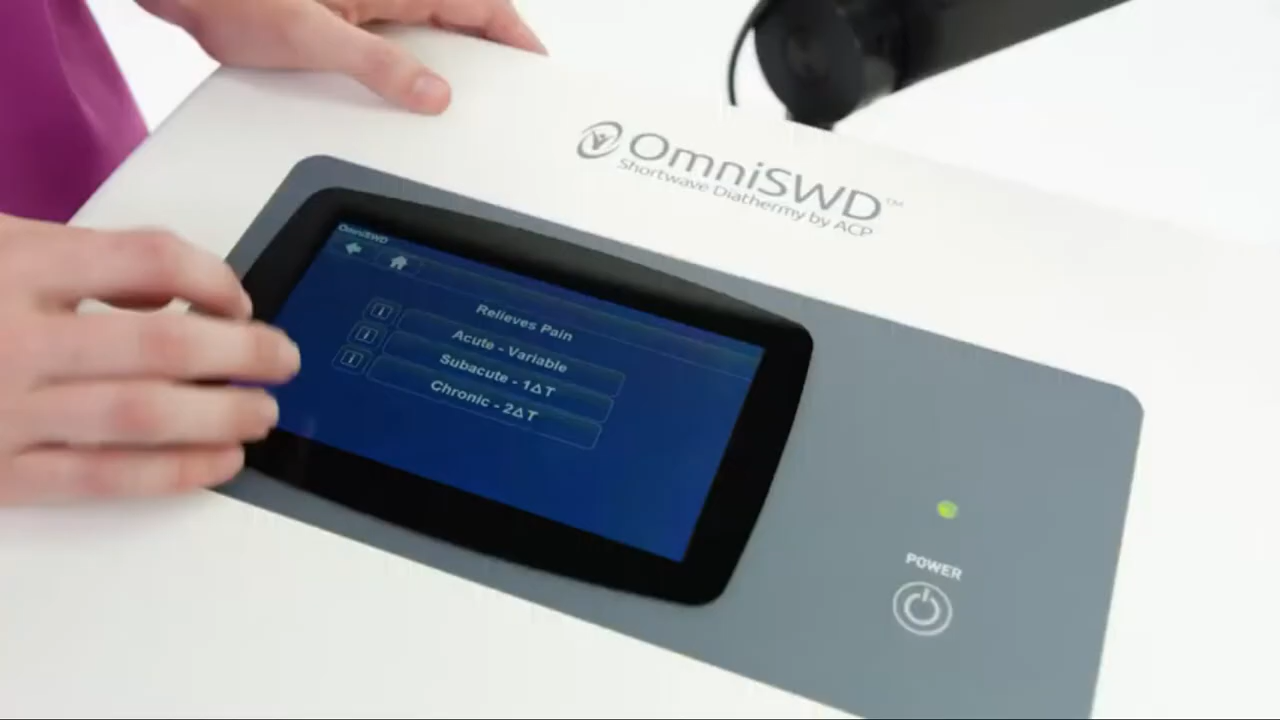 OmniSWD™
Shortwave Diathermy by ACP
OmniSWD
Relieves Pain
i
Acute - Variable
i
Subacute - 1△T
i
Chronic - 2△T
POWER